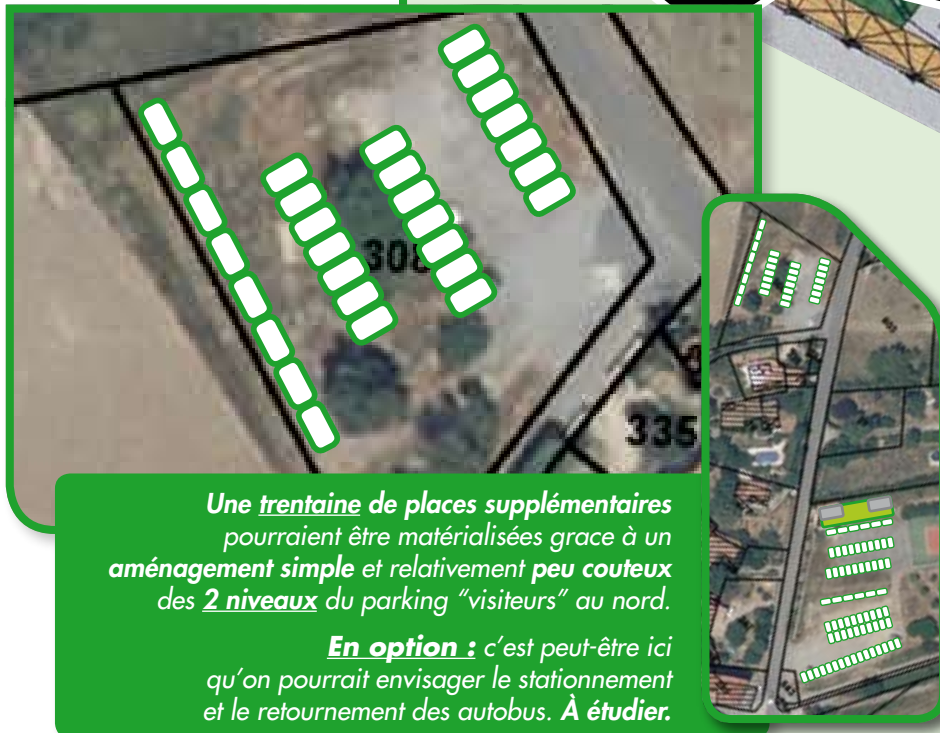 308
335
Une trentaine de places supplémentaires
pourraient être matérialisées grace à un
aménagement simple et relativement peu couteux
des 2 niveaux du parking “visiteurs” au nord.
En option : c’est peut-être ici
qu’on pourrait envisager le stationnement
et le retournement des autobus. À étudier.